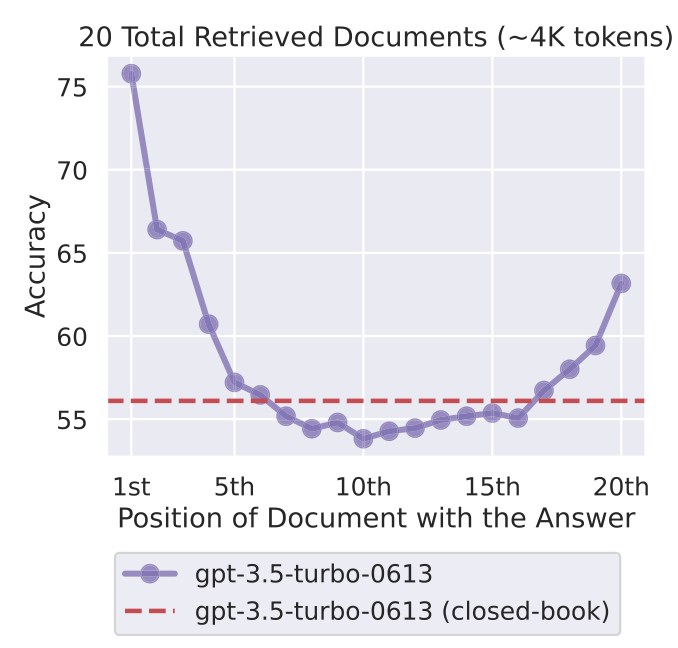 20 Total Retrieved Documents (~4K tokens)
75
70
65
60
55
Accuracy
1st 5th 10th 15th 20th
Position of Document with the Answer
gpt-3.5-turbo-0613
gpt-3.5-turbo-0613 (closed-book)